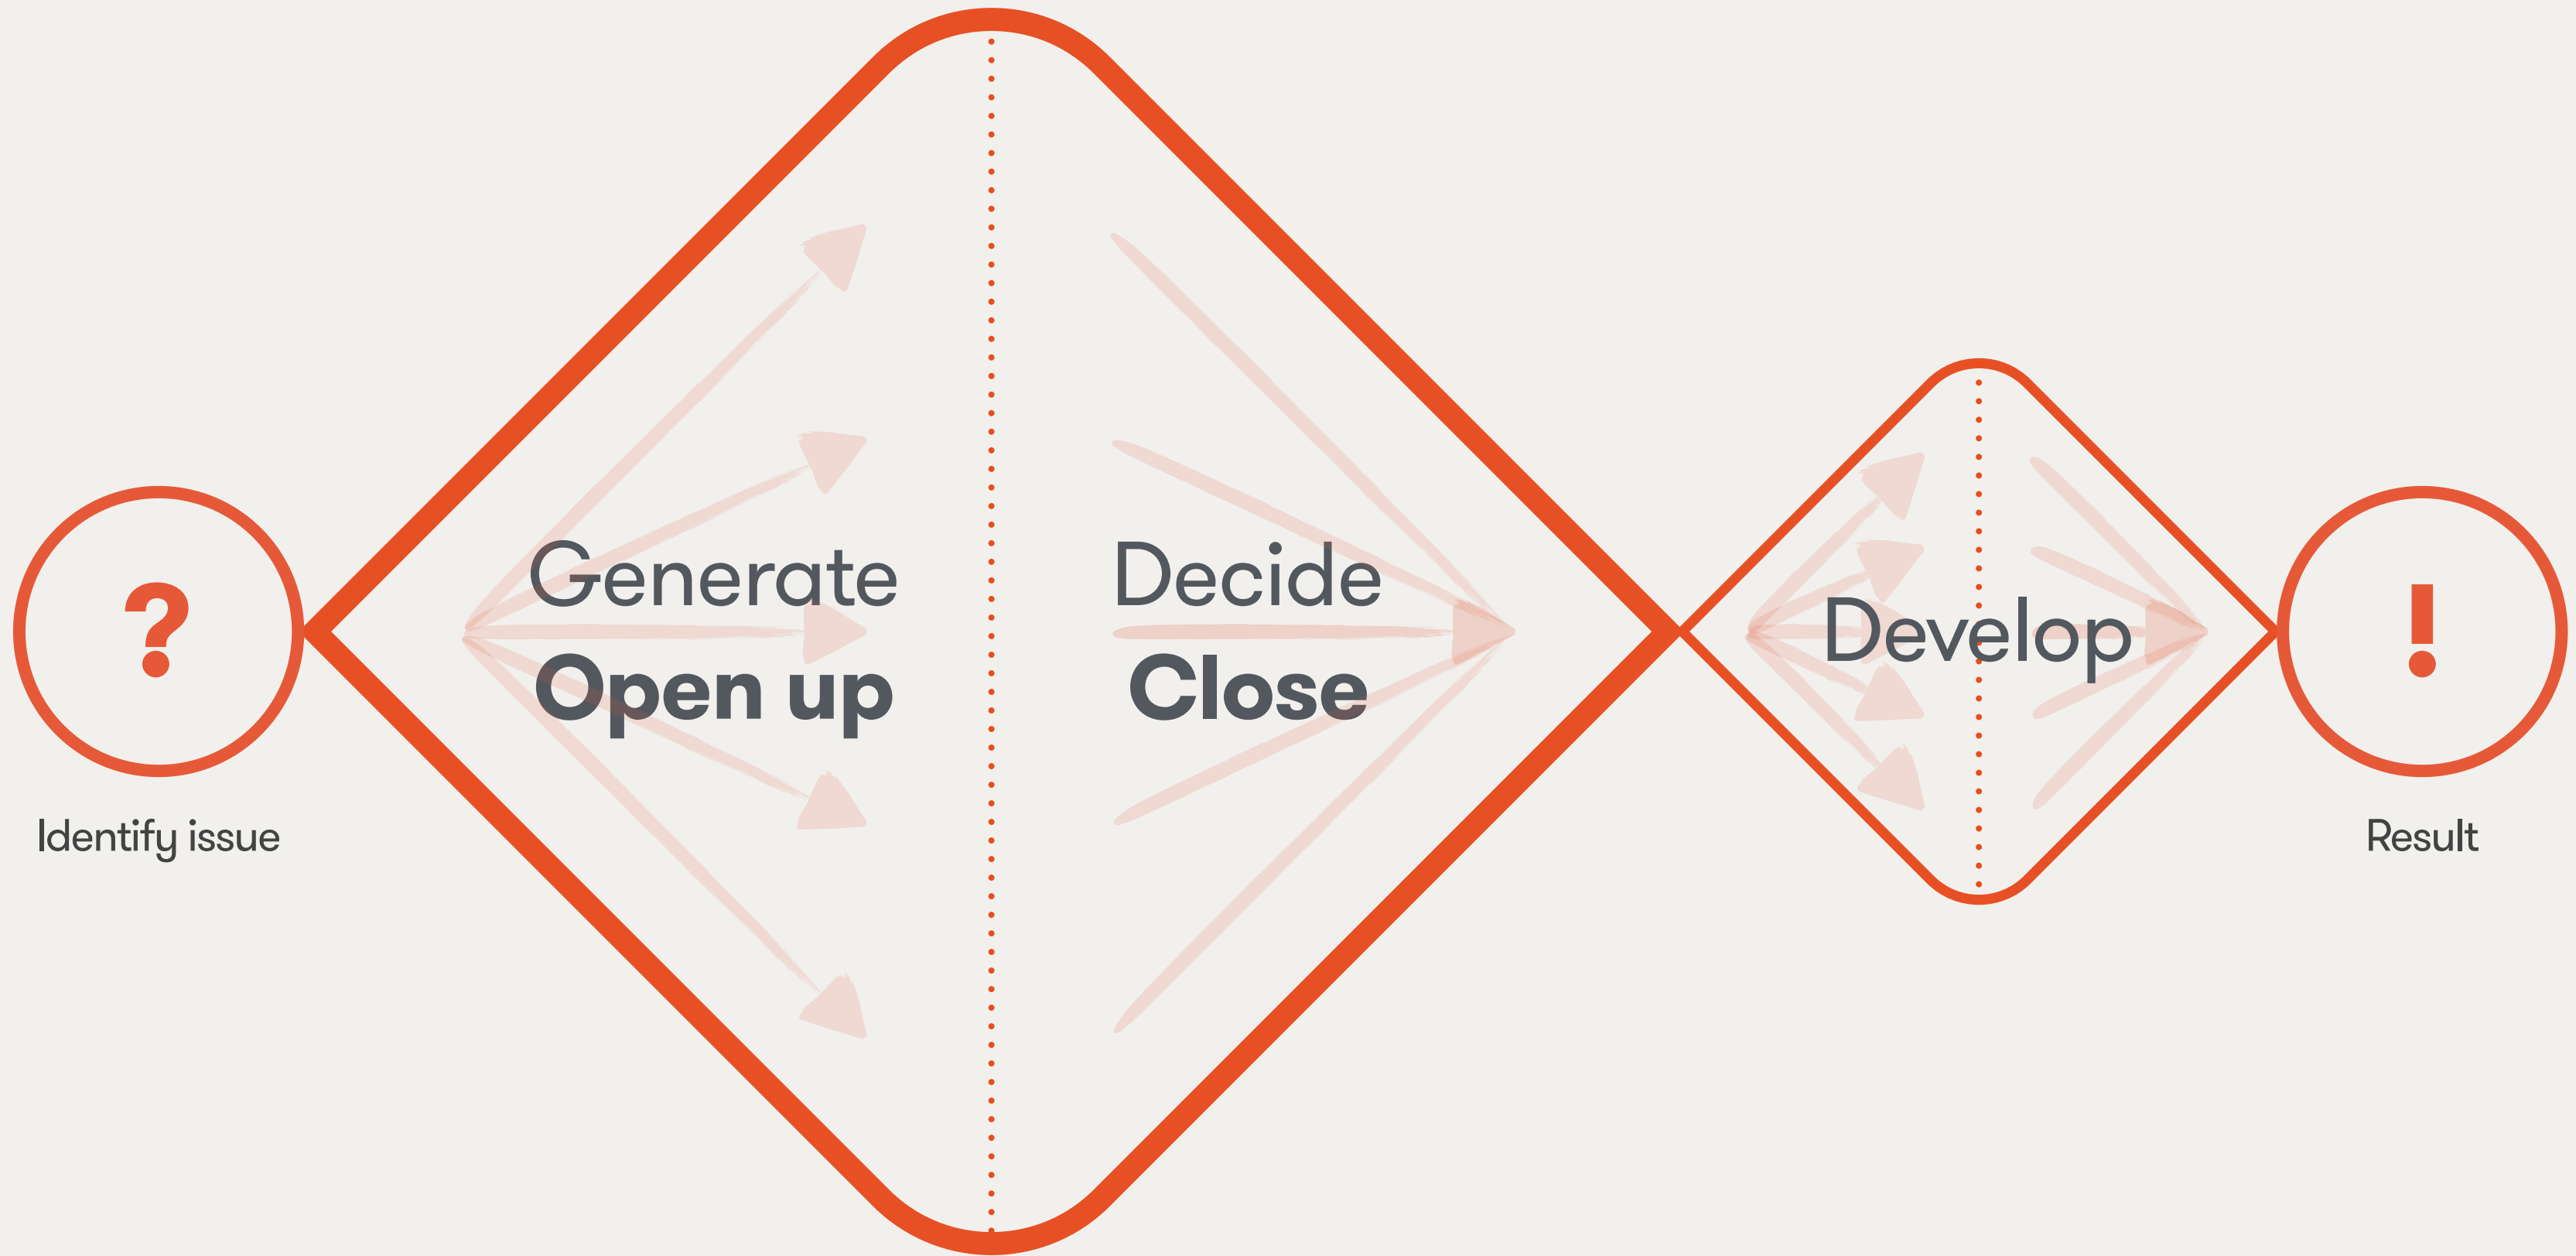 ?
Identify issue
Generate
Open up
Decide
Close
Develop
!
Result